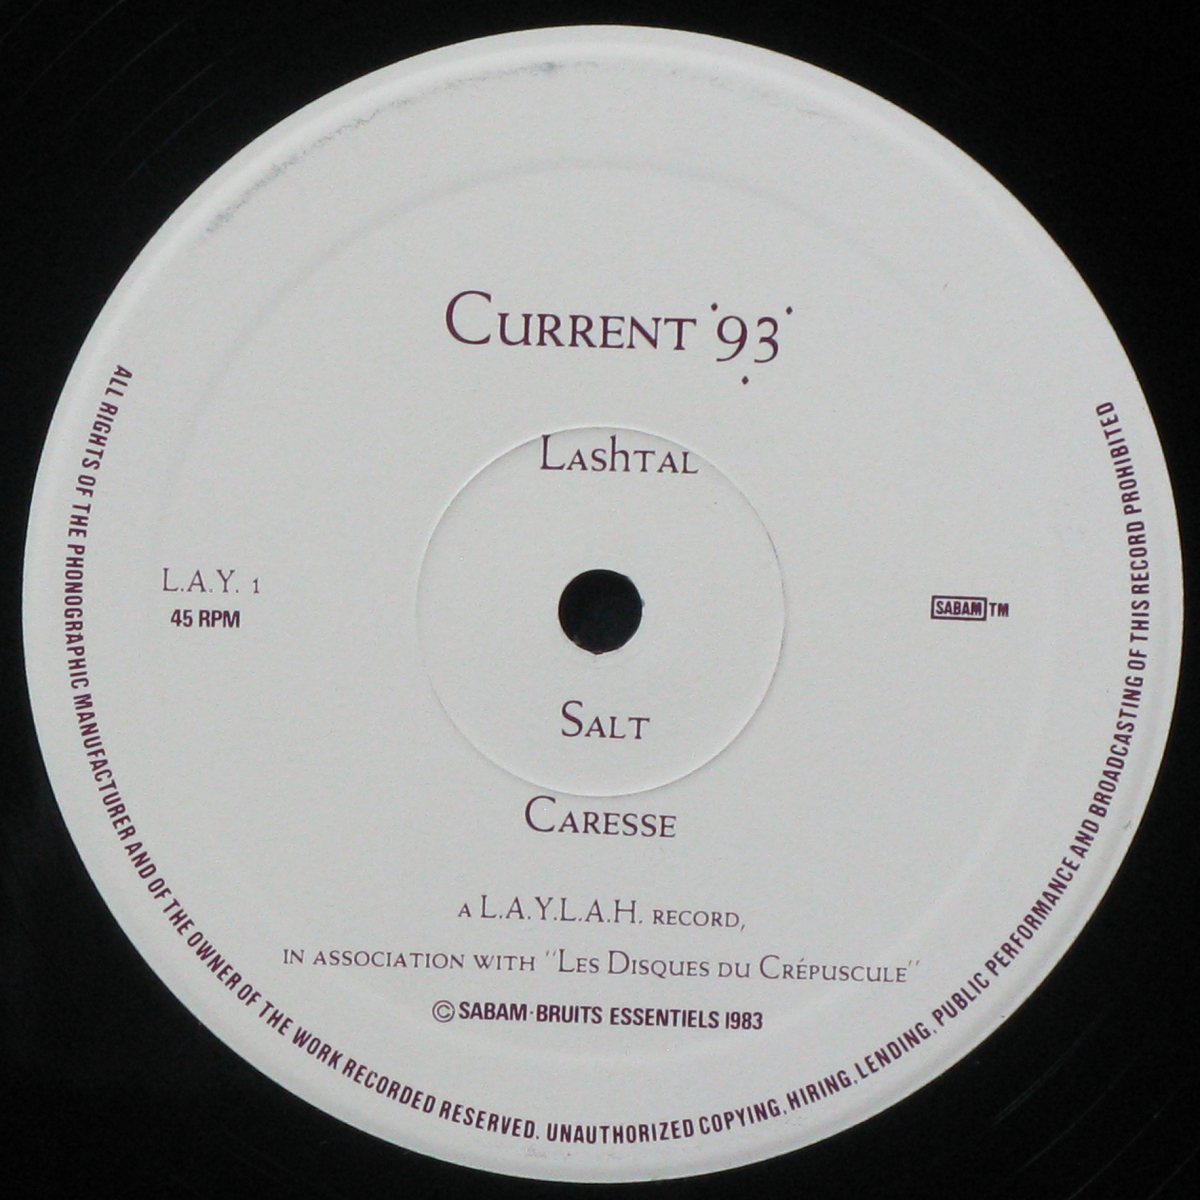 Current '93'
Lashtal
L.A.Y. 1
45 RPM
SABAM TM
Salt
Caresse
A L.A.Y.L.A.H. RECORD,
IN ASSOCIATION WITH "Les Disques du Crépuscule"
© SABAM·BRUITS ESSENTIELS 1983
ALL RIGHTS OF THE PHONOGRAPHIC MANUFACTURER AND OF THE OWNER OF THE WORK RECORDED RESERVED. UNAUTHORIZED COPYING, HIRING, LENDING, PUBLIC PERFORMANCE AND BROADCASTING OF THIS RECORD PROHIBITED